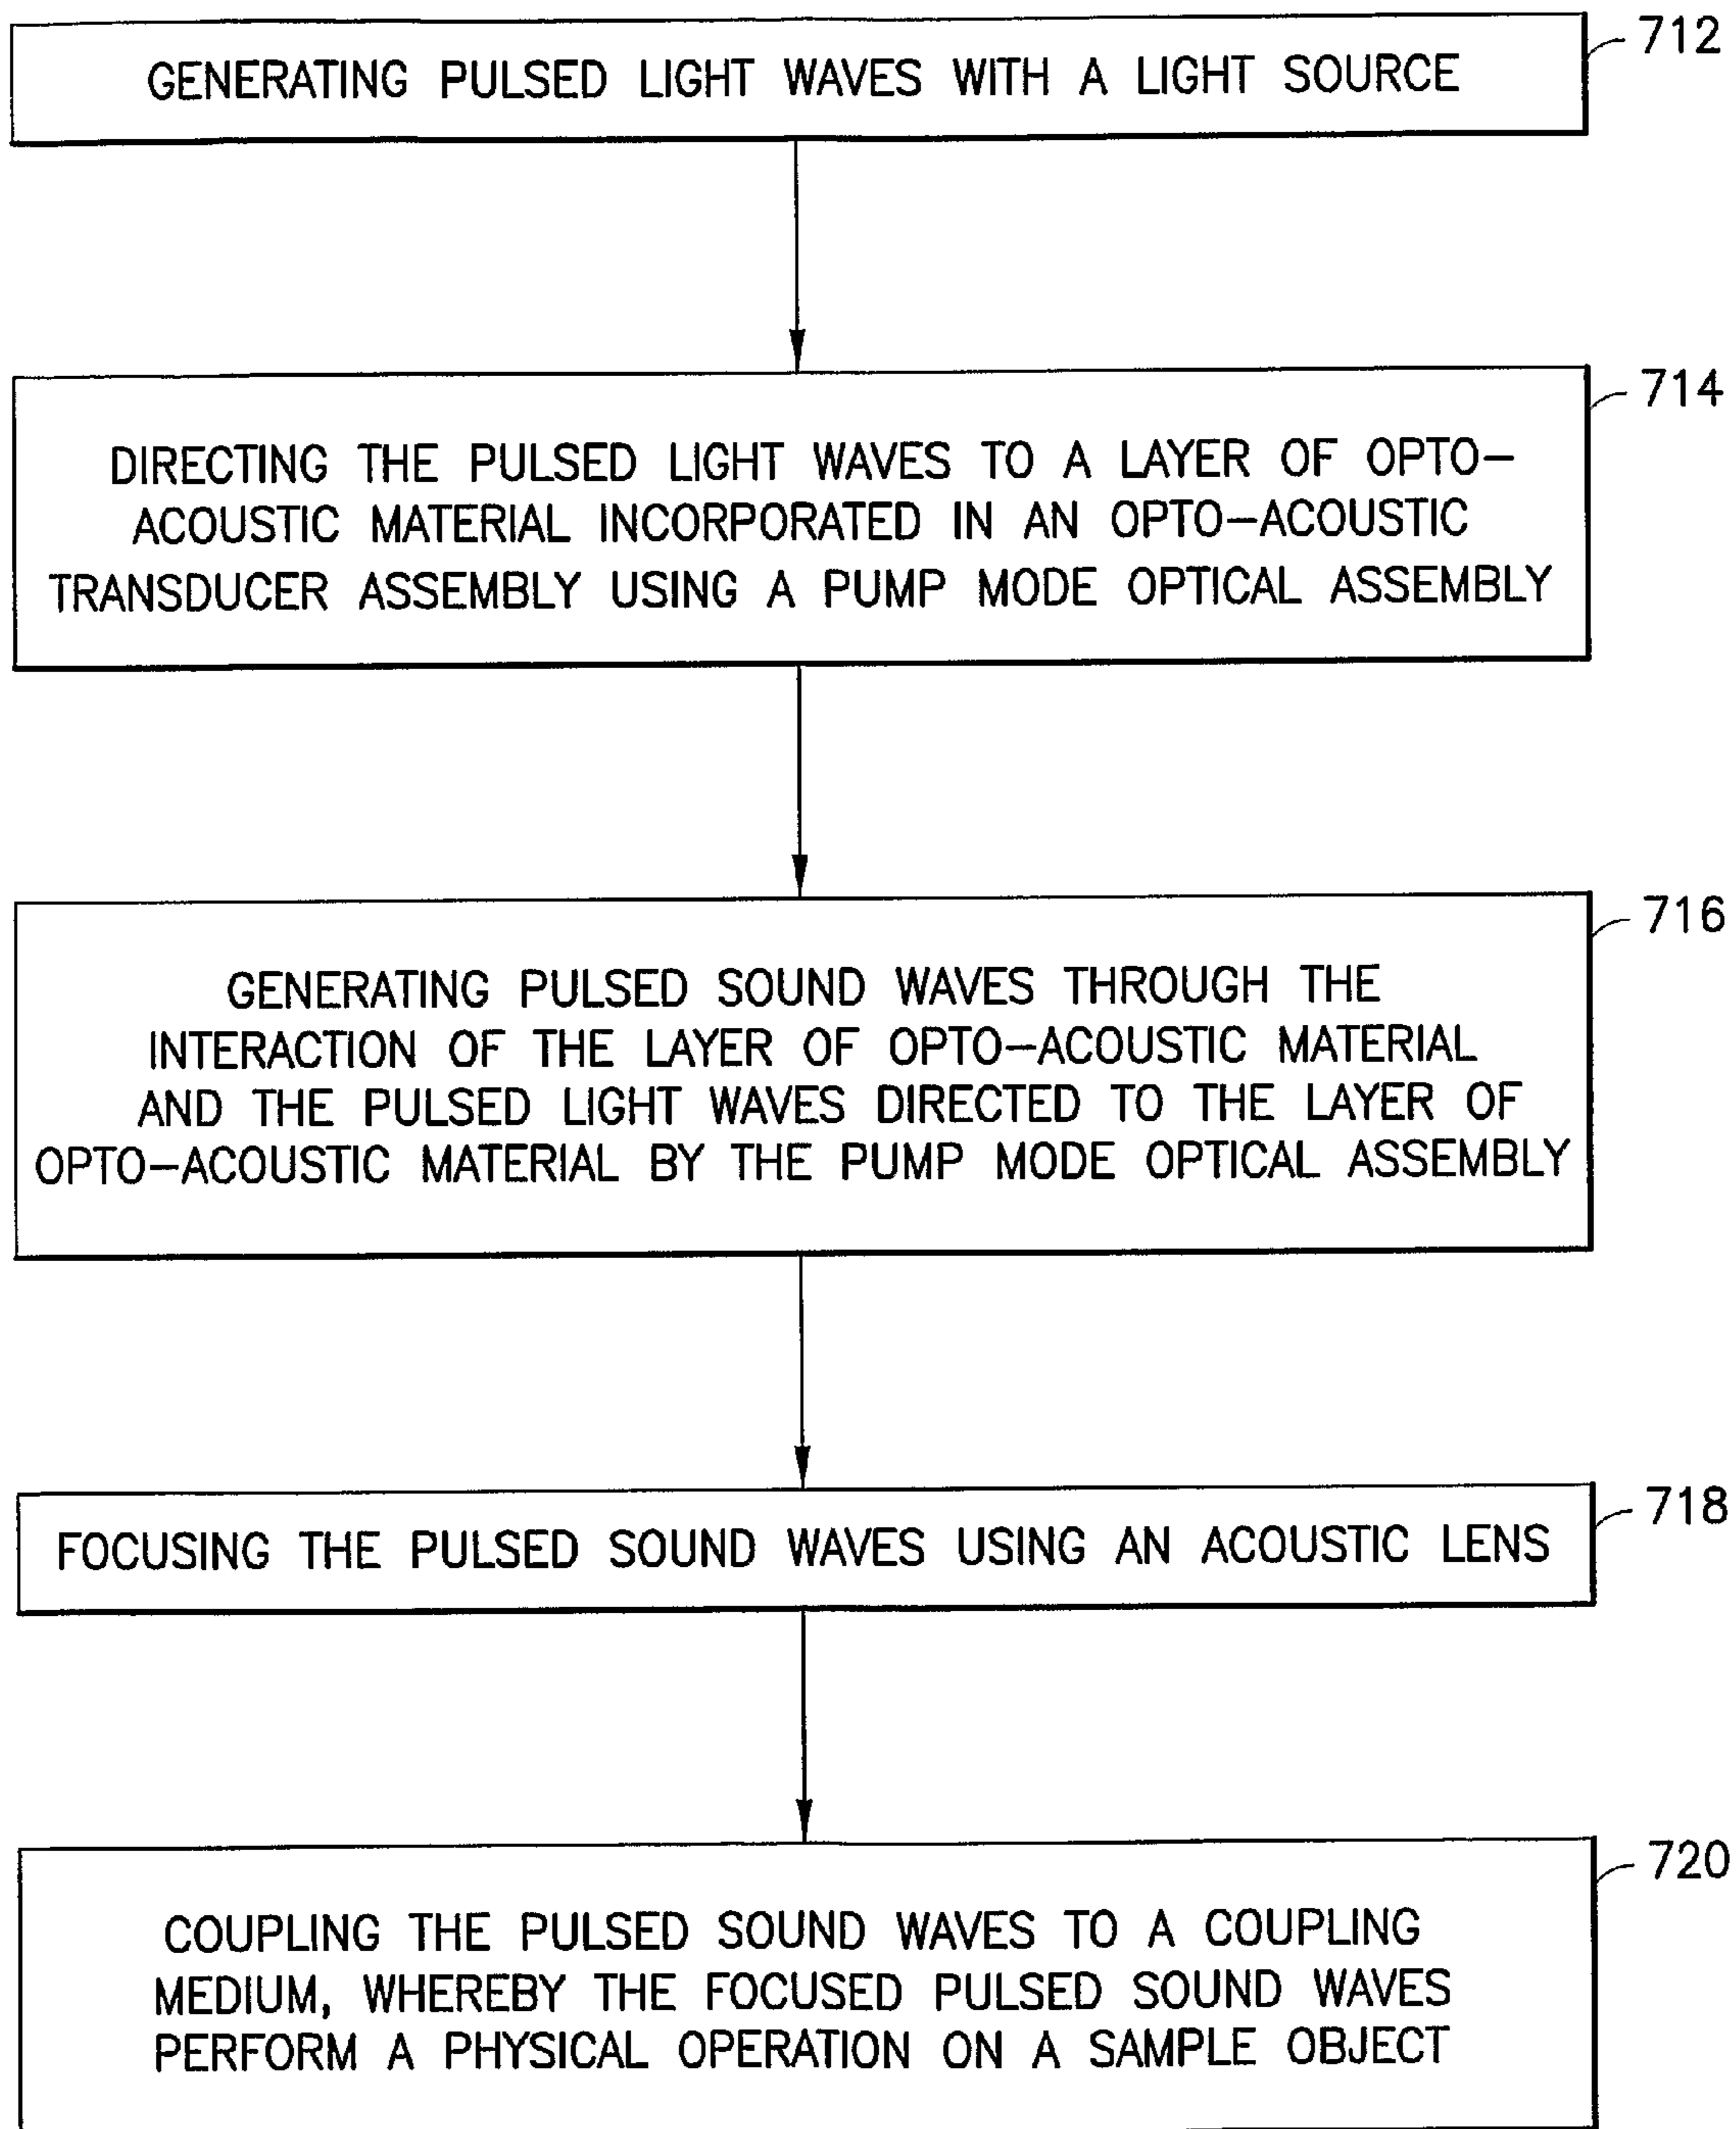 712
GENERATING PULSED LIGHT WAVES WITH A LIGHT SOURCE
714
DIRECTING THE PULSED LIGHT WAVES TO A LAYER OF OPTO–
ACOUSTIC MATERIAL INCORPORATED IN AN OPTO–ACOUSTIC
TRANSDUCER ASSEMBLY USING A PUMP MODE OPTICAL ASSEMBLY
716
GENERATING PULSED SOUND WAVES THROUGH THE
INTERACTION OF THE LAYER OF OPTO–ACOUSTIC MATERIAL
AND THE PULSED LIGHT WAVES DIRECTED TO THE LAYER OF
OPTO–ACOUSTIC MATERIAL BY THE PUMP MODE OPTICAL ASSEMBLY
718
FOCUSING THE PULSED SOUND WAVES USING AN ACOUSTIC LENS
720
COUPLING THE PULSED SOUND WAVES TO A COUPLING
MEDIUM, WHEREBY THE FOCUSED PULSED SOUND WAVES
PERFORM A PHYSICAL OPERATION ON A SAMPLE OBJECT